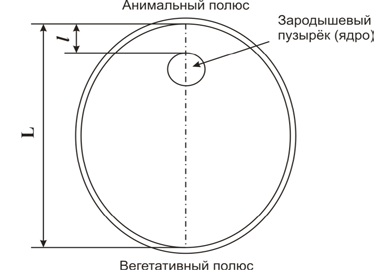 Анимальный полюс
Зародышевый
пузырёк (ядро)
l
L
Вегетативный полюс